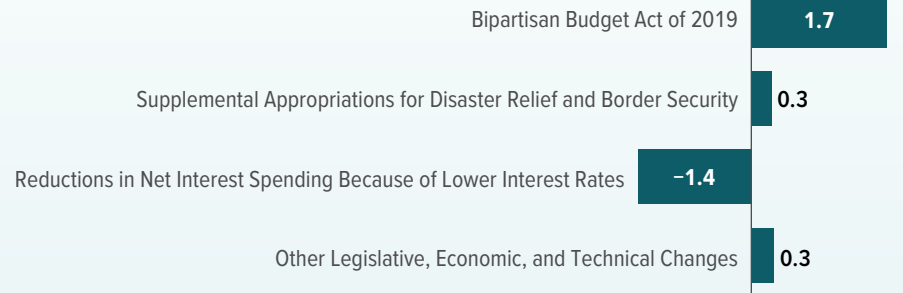 Bipartisan Budget Act of 2019 1.7
Supplemental Appropriations for Disaster Relief and Border Security 0.3
Reductions in Net Interest Spending Because of Lower Interest Rates −1.4
Other Legislative, Economic, and Technical Changes 0.3